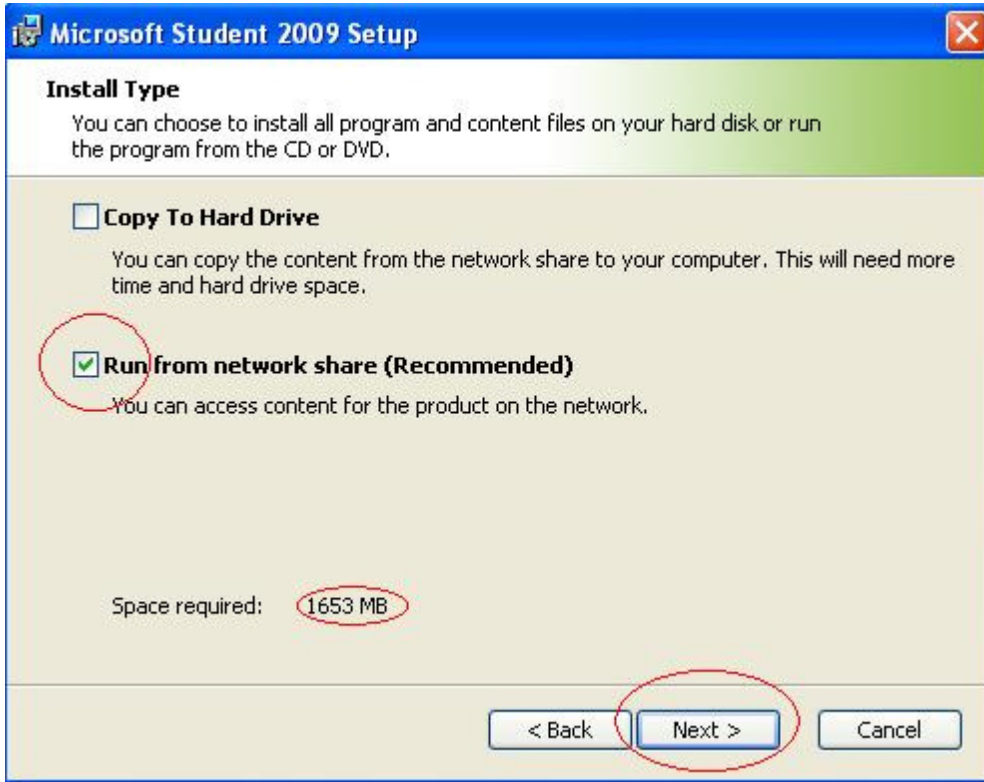 Microsoft Student 2009 Setup
Install Type
You can choose to install all program and content files on your hard disk or run
the program from the CD or DVD.
Copy To Hard Drive
You can copy the content from the network share to your computer. This will need more
time and hard drive space.
Run from network share (Recommended)
You can access content for the product on the network.
Space required: 1653 MB
< Back Next > Cancel